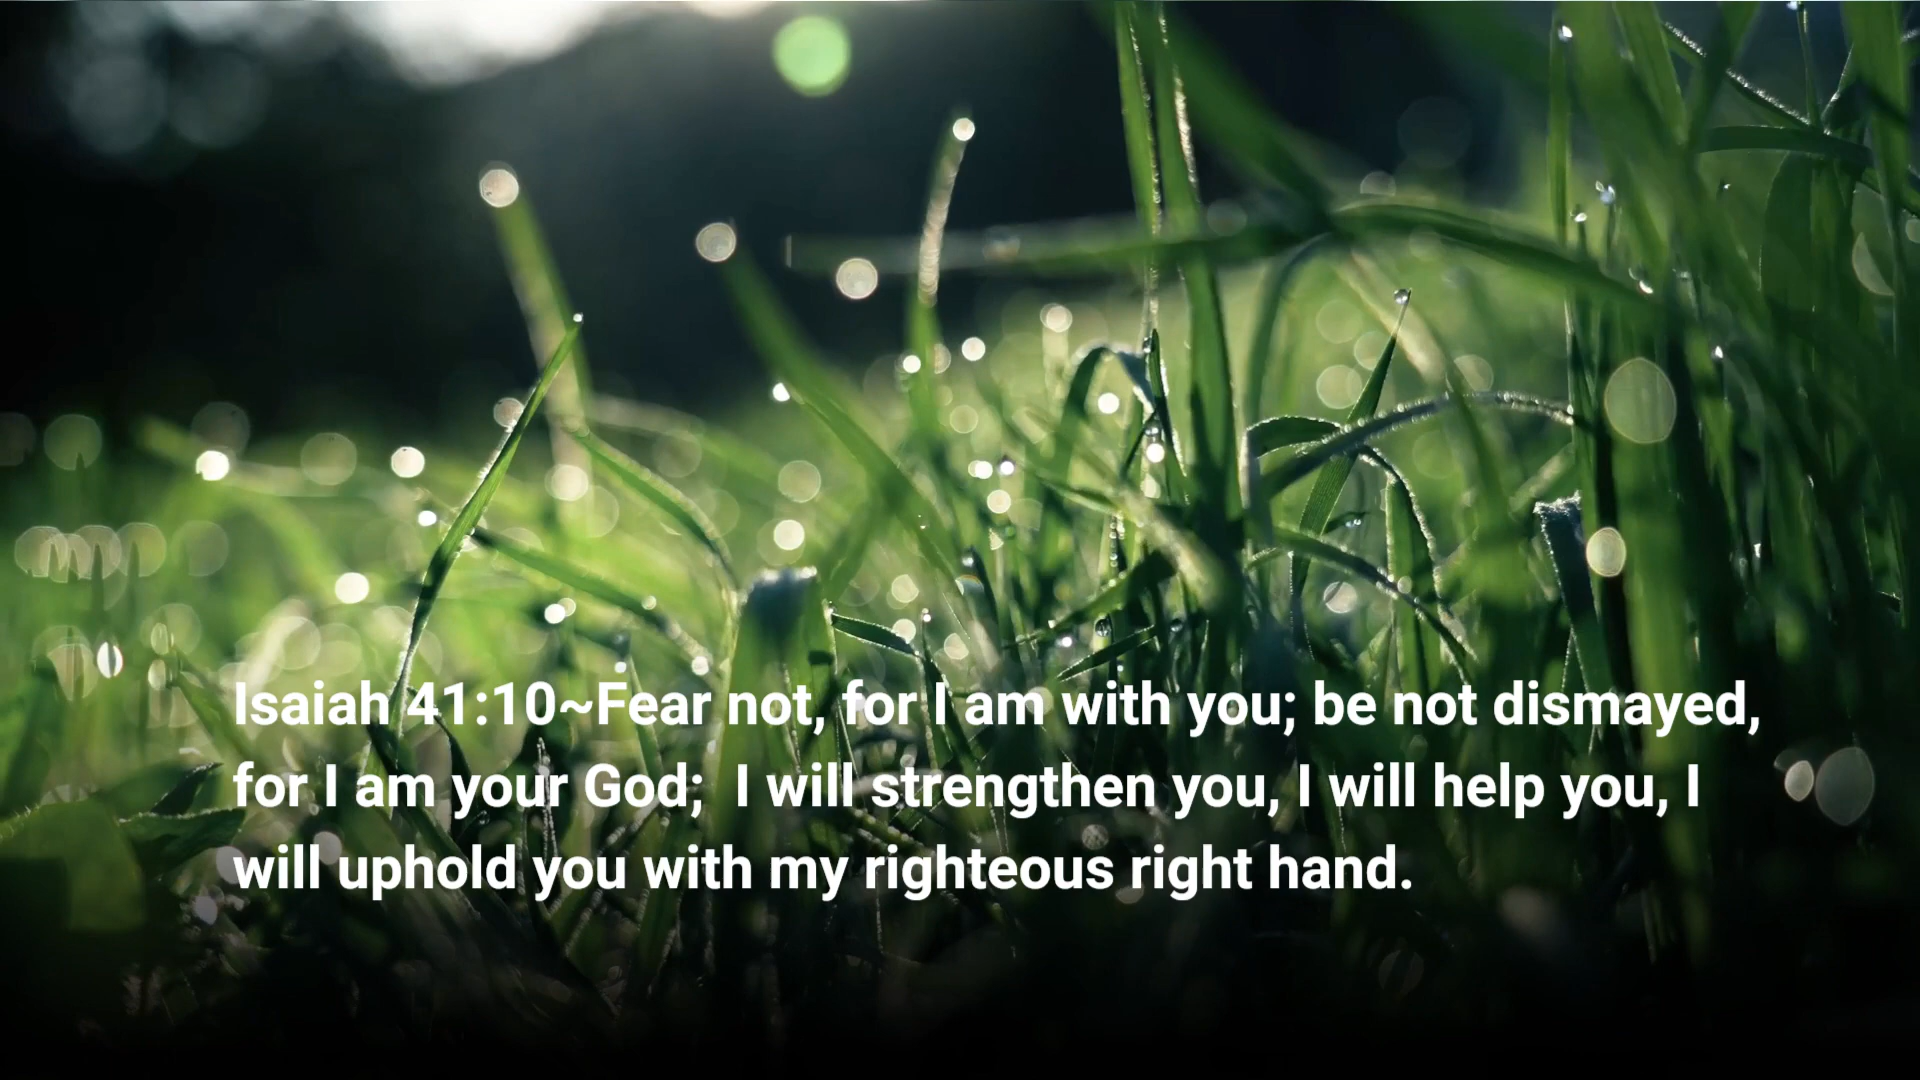 Isaiah 41:10~Fear not, for I am with you; be not dismayed,
for I am your God;  I will strengthen you, I will help you, I
will uphold you with my righteous right hand.